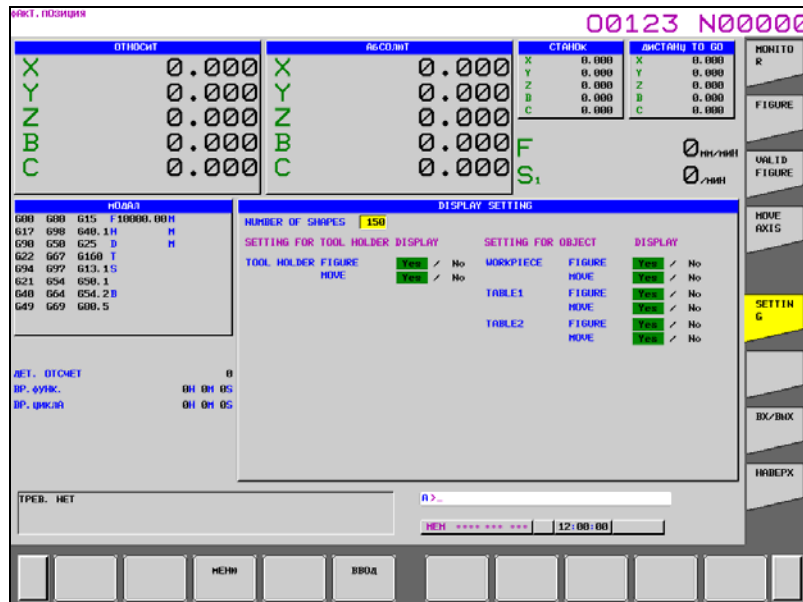 ФАКТ.ПОЗИЦИЯ
O0123 N00000
ОТНОСИТ
X 0.000
Y 0.000
Z 0.000
B 0.000
C 0.000
АБСОЛЮТ
X 0.000
Y 0.000
Z 0.000
B 0.000
C 0.000
СТАНОК
X 0.000
Y 0.000
Z 0.000
B 0.000
C 0.000
ДИСТАНЦ TO GO
X 0.000
Y 0.000
Z 0.000
B 0.000
C 0.000
F 0 ММ/МИН
S1 0 /МИН
МОДАЛ
G00 G80 G15 F10000.00 M
G17 G98 G40.1 H M
G90 G50 G25 D M
G22 G67 G160 T
G94 G97 G13.1 S
G21 G54 G50.1
G40 G64 G54.2 B
G49 G69 G80.5
ДЕТ. ОТСЧЕТ 0
ВР.ФУНК. 0H 0M 0S
ВР.ЦИКЛА 0H 0M 0S
DISPLAY SETTING
NUMBER OF SHAPES 150
SETTING FOR TOOL HOLDER DISPLAY
TOOL HOLDER FIGURE Yes / No
MOVE Yes / No
SETTING FOR OBJECT DISPLAY
WORKPIECE FIGURE Yes / No
MOVE Yes / No
TABLE1 FIGURE Yes / No
MOVE Yes / No
TABLE2 FIGURE Yes / No
MOVE Yes / No
ТРЕВ. НЕТ
A>_
MEM **** *** ***
12:00:00
MONITO
R
FIGURE
VALID
FIGURE
MOVE
AXIS
SETTIN
G
ВХ/ВЫХ
НАВЕРХ
МЕНЮ
ВВОД